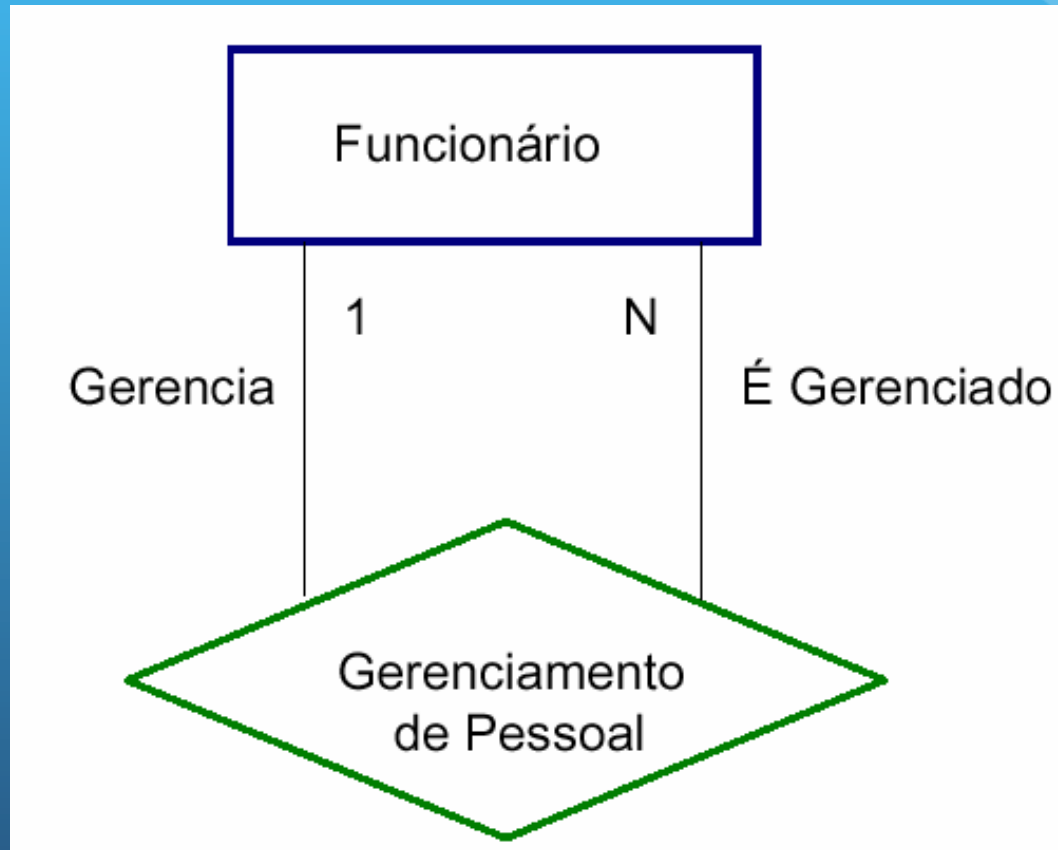 Funcionário
1
N
Gerencia
É Gerenciado
Gerenciamento
de Pessoal